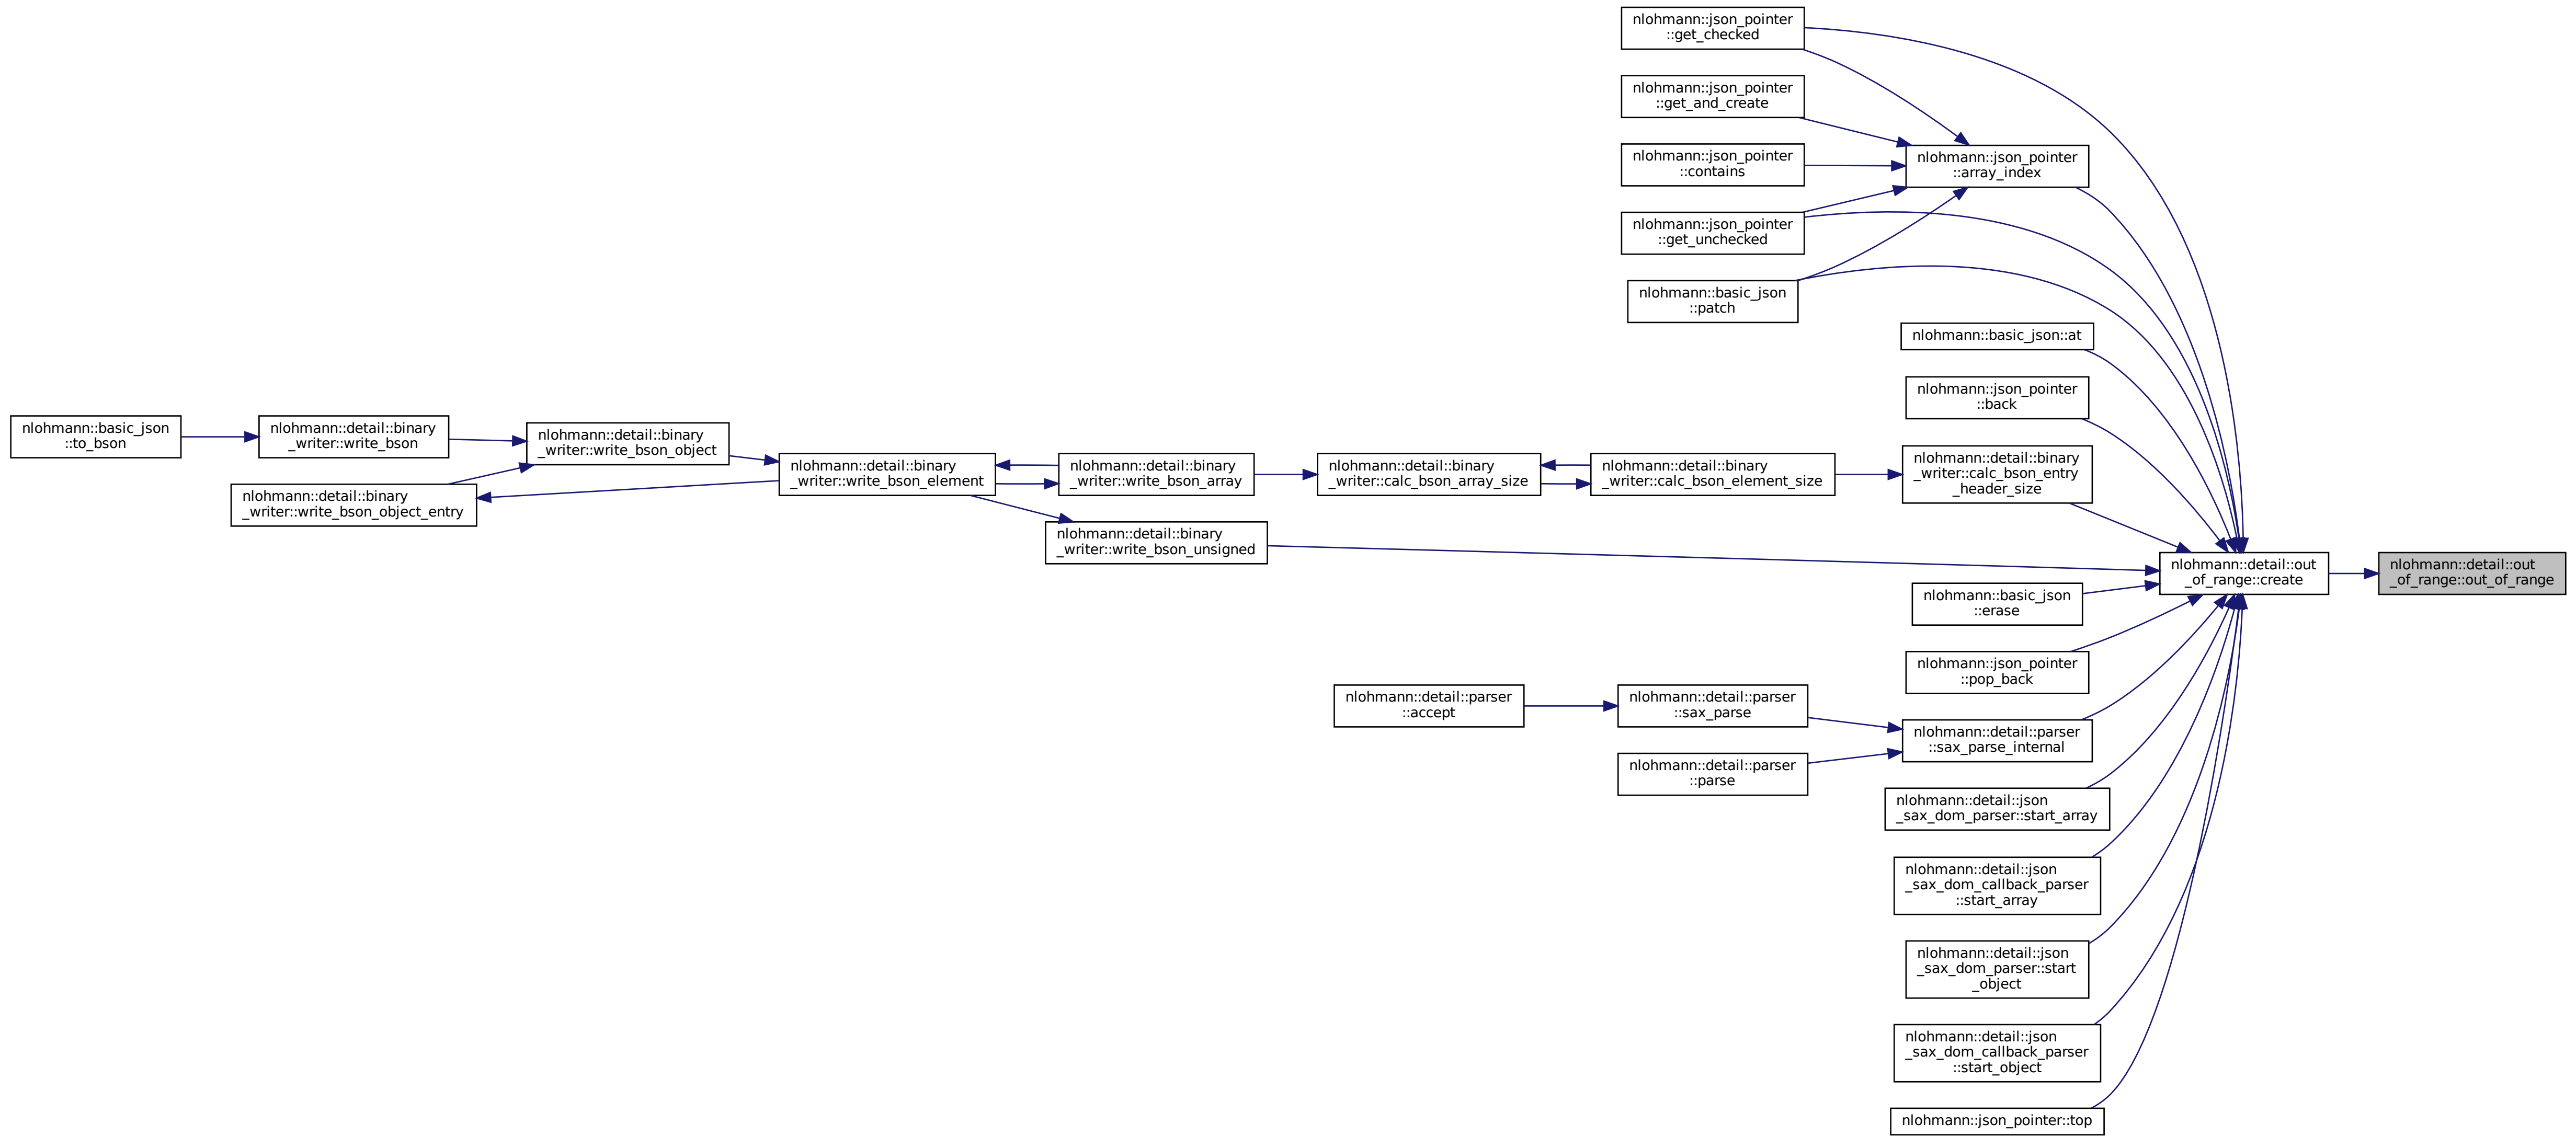 nlohmann::json_pointer
::get_checked
nlohmann::json_pointer
::get_and_create
nlohmann::json_pointer
::contains
nlohmann::json_pointer
::array_index
nlohmann::json_pointer
::get_unchecked
nlohmann::basic_json
::patch
nlohmann::basic_json::at
nlohmann::json_pointer
::back
nlohmann::basic_json
::to_bson
nlohmann::detail::binary
_writer::write_bson
nlohmann::detail::binary
_writer::write_bson_object
nlohmann::detail::binary
_writer::write_bson_object_entry
nlohmann::detail::binary
_writer::write_bson_element
nlohmann::detail::binary
_writer::write_bson_array
nlohmann::detail::binary
_writer::calc_bson_array_size
nlohmann::detail::binary
_writer::calc_bson_element_size
nlohmann::detail::binary
_writer::calc_bson_entry
_header_size
nlohmann::detail::binary
_writer::write_bson_unsigned
nlohmann::detail::out
_of_range::create
nlohmann::detail::out
_of_range::out_of_range
nlohmann::basic_json
::erase
nlohmann::json_pointer
::pop_back
nlohmann::detail::parser
::accept
nlohmann::detail::parser
::sax_parse
nlohmann::detail::parser
::sax_parse_internal
nlohmann::detail::parser
::parse
nlohmann::detail::json
_sax_dom_parser::start_array
nlohmann::detail::json
_sax_dom_callback_parser
::start_array
nlohmann::detail::json
_sax_dom_parser::start
_object
nlohmann::detail::json
_sax_dom_callback_parser
::start_object
nlohmann::json_pointer::top